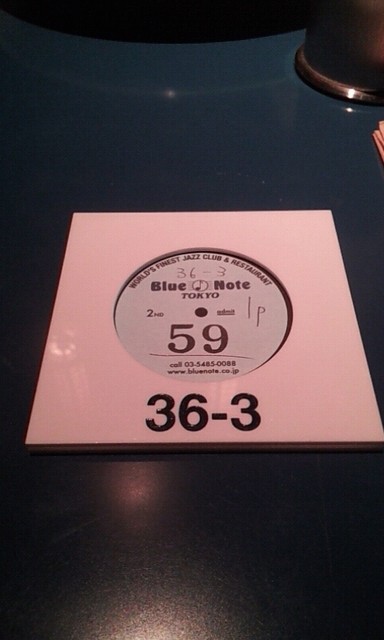 WORLD'S FINEST JAZZ CLUB & RESTAURANT
36-3
Blue Note
TOKYO
2ND admit 1p
59
call 03-5485-0088
www.bluenote.co.jp
36-3